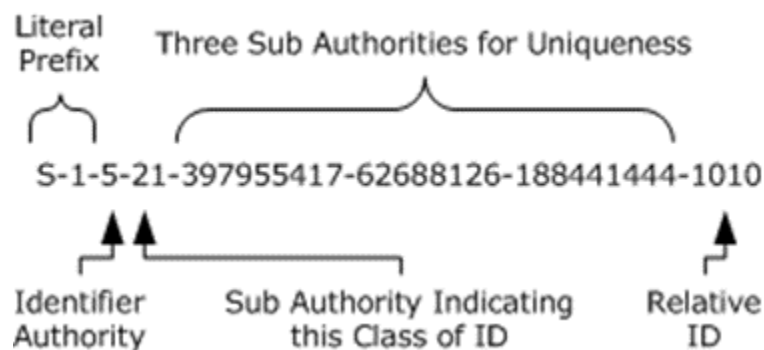 Literal
Prefix
Three Sub Authorities for Uniqueness
S-1-5-21-397955417-62688126-188441444-1010
Identifier
Authority
Sub Authority Indicating
this Class of ID
Relative
ID